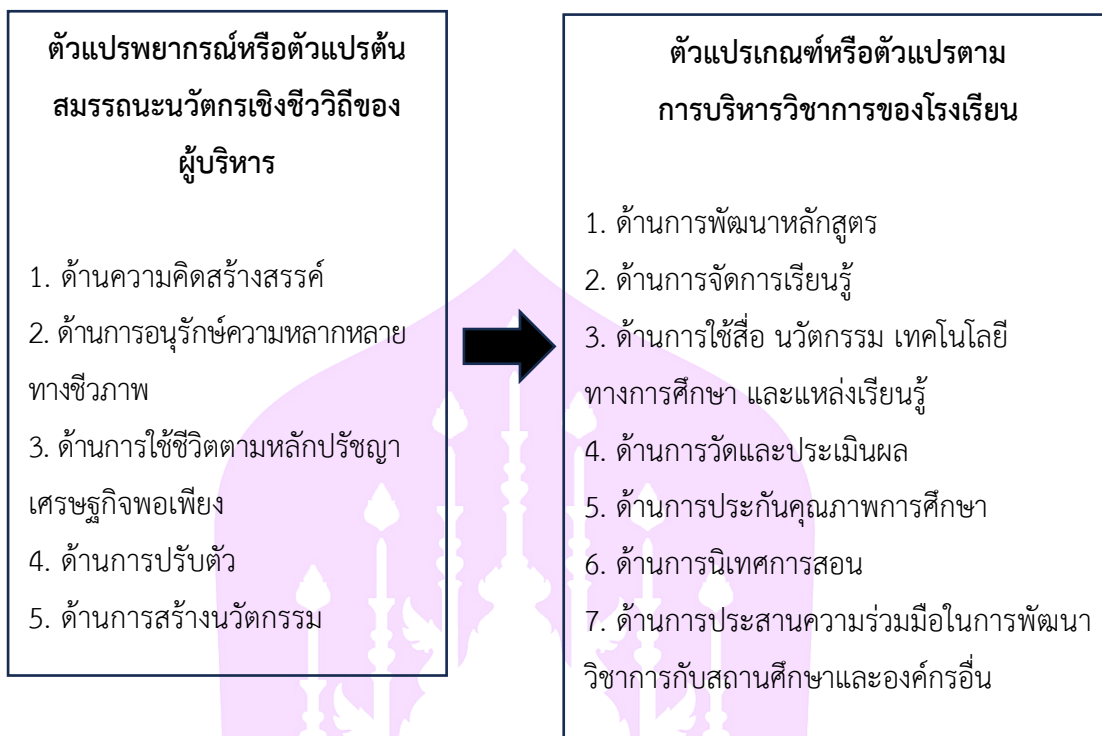 ตัวแปรพยากรณ์หรือตัวแปรต้น
สมรรถนะนวัตกรเชิงชีววิถีของ
ผู้บริหาร
1. ด้านความคิดสร้างสรรค์
2. ด้านการอนุรักษ์ความหลากหลาย
ทางชีวภาพ
3. ด้านการใช้ชีวิตตามหลักปรัชญา
เศรษฐกิจพอเพียง
4. ด้านการปรับตัว
5. ด้านการสร้างนวัตกรรม
ตัวแปรเกณฑ์หรือตัวแปรตาม
การบริหารวิชาการของโรงเรียน
1. ด้านการพัฒนาหลักสูตร
2. ด้านการจัดการเรียนรู้
3. ด้านการใช้สื่อ นวัตกรรม เทคโนโลยี
ทางการศึกษา และแหล่งเรียนรู้
4. ด้านการวัดและประเมินผล
5. ด้านการประกันคุณภาพการศึกษา
6. ด้านการนิเทศการสอน
7. ด้านการประสานความร่วมมือในการพัฒนา
วิชาการกับสถานศึกษาและองค์กรอื่น